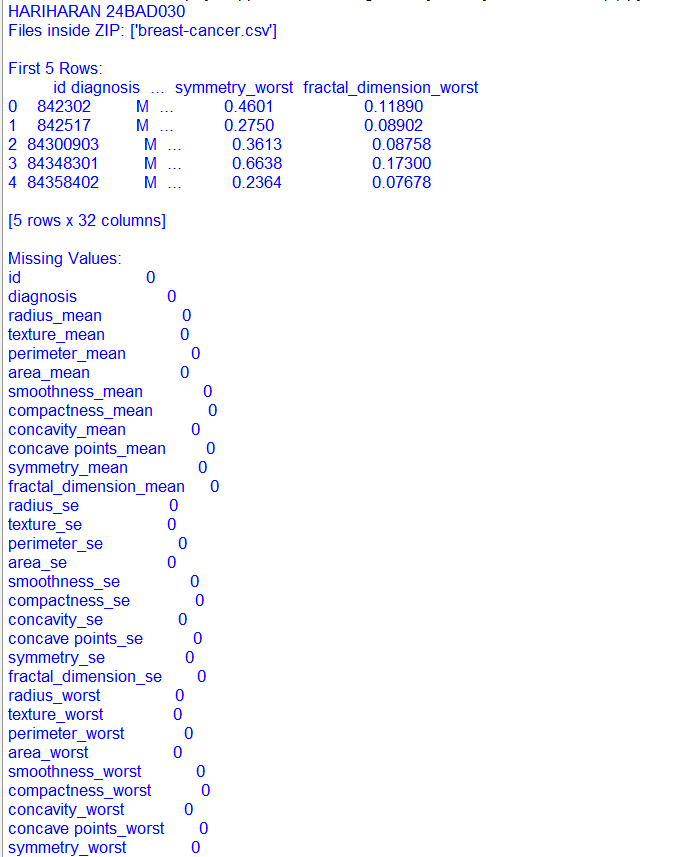 HARIHARAN 24BAD030
Files inside ZIP: ['breast-cancer.csv']
First 5 Rows:
id diagnosis ... symmetry_worst fractal_dimension_worst
0 842302 M ... 0.4601 0.11890
1 842517 M ... 0.2750 0.08902
2 84300903 M ... 0.3613 0.08758
3 84348301 M ... 0.6638 0.17300
4 84358402 M ... 0.2364 0.07678
[5 rows x 32 columns]
Missing Values:
id 0
diagnosis 0
radius_mean 0
texture_mean 0
perimeter_mean 0
area_mean 0
smoothness_mean 0
compactness_mean 0
concavity_mean 0
concave points_mean 0
symmetry_mean 0
fractal_dimension_mean 0
radius_se 0
texture_se 0
perimeter_se 0
area_se 0
smoothness_se 0
compactness_se 0
concavity_se 0
concave points_se 0
symmetry_se 0
fractal_dimension_se 0
radius_worst 0
texture_worst 0
perimeter_worst 0
area_worst 0
smoothness_worst 0
compactness_worst 0
concavity_worst 0
concave points_worst 0
symmetry_worst 0